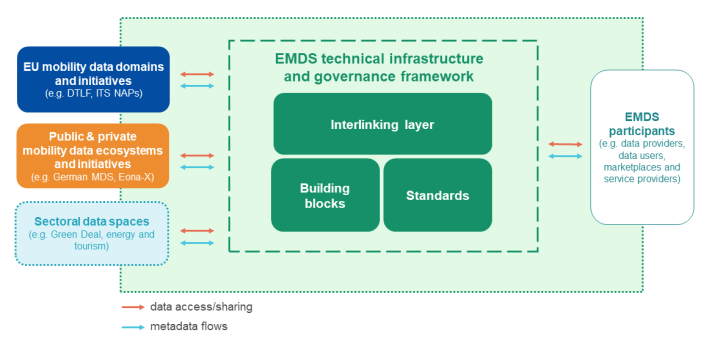 EU mobility data domains
and initiatives
(e.g. DTLF, ITS NAPs)
Public & private
mobility data ecosystems
and initiatives
(e.g. German MDS, Eona-X)
Sectoral data spaces
(e.g. Green Deal, energy and
tourism)
EMDS technical infrastructure
and governance framework
Interlinking layer
Building
blocks
Standards
EMDS
participants
(e.g. data providers,
data users,
marketplaces and
service providers)
data access/sharing
metadata flows